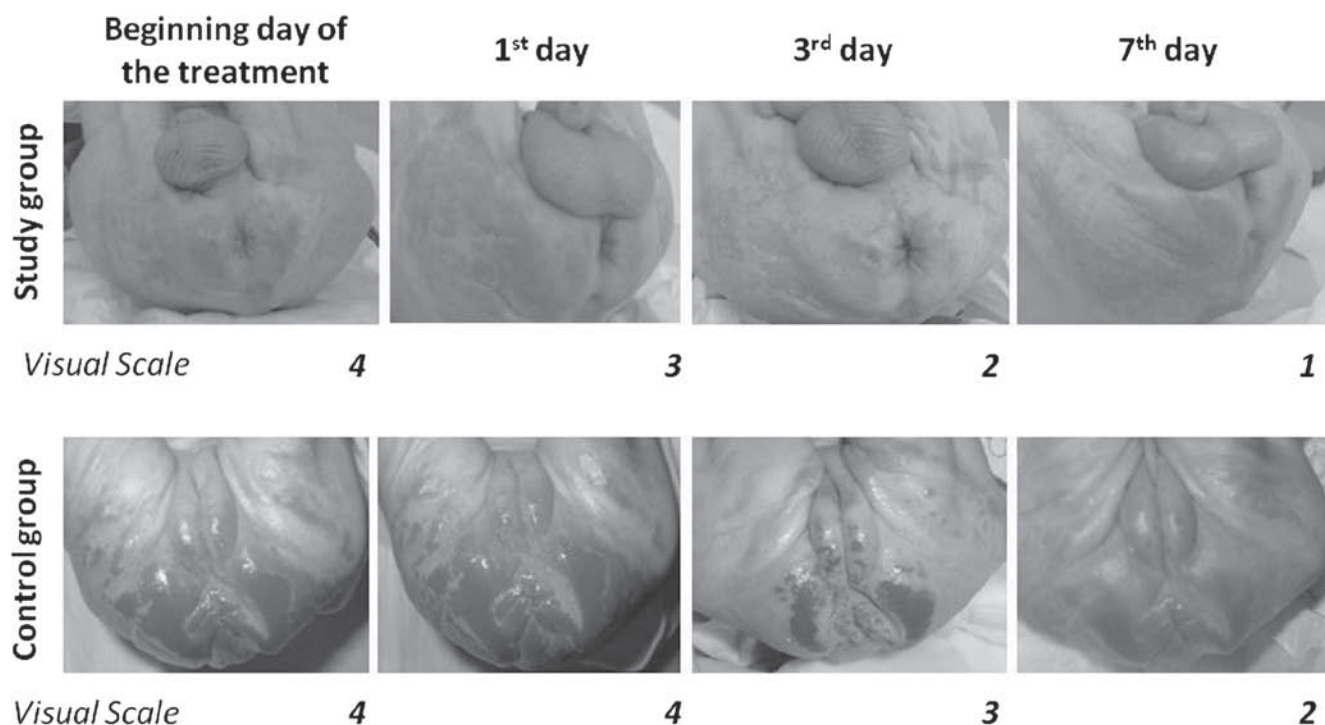 Beginning day of
the treatment
1st day
3rd day
7th day
Study group
Visual Scale 4 3 2 1
Control group
Visual Scale 4 4 3 2